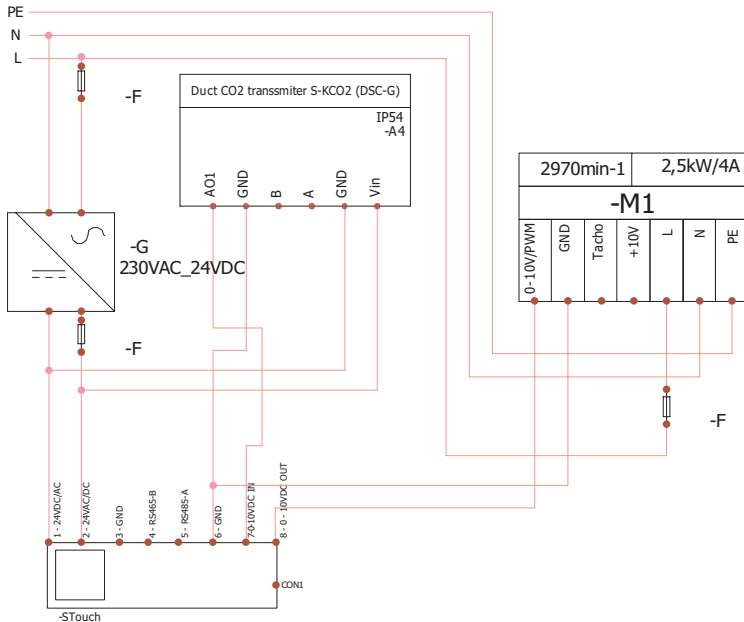 PE
N
L
-F
Duct CO2 transsmiter S-KCO2 (DSC-G)
IP54
-A4
AO1
GND
B
A
GND
Vin
2970min-1
2,5kW/4A
-M1
0-10V/PWM
GND
Tacho
+10V
L
N
PE
-G
230VAC_24VDC
-F
-F
1 - 24VDC/AC
2 - 24VAC/DC
3 - GND
4 - RS465-B
5 - RS485-A
6 - GND
7-0-10VDC IN
8 - 0 - 10VDC OUT
CON1
-STouch